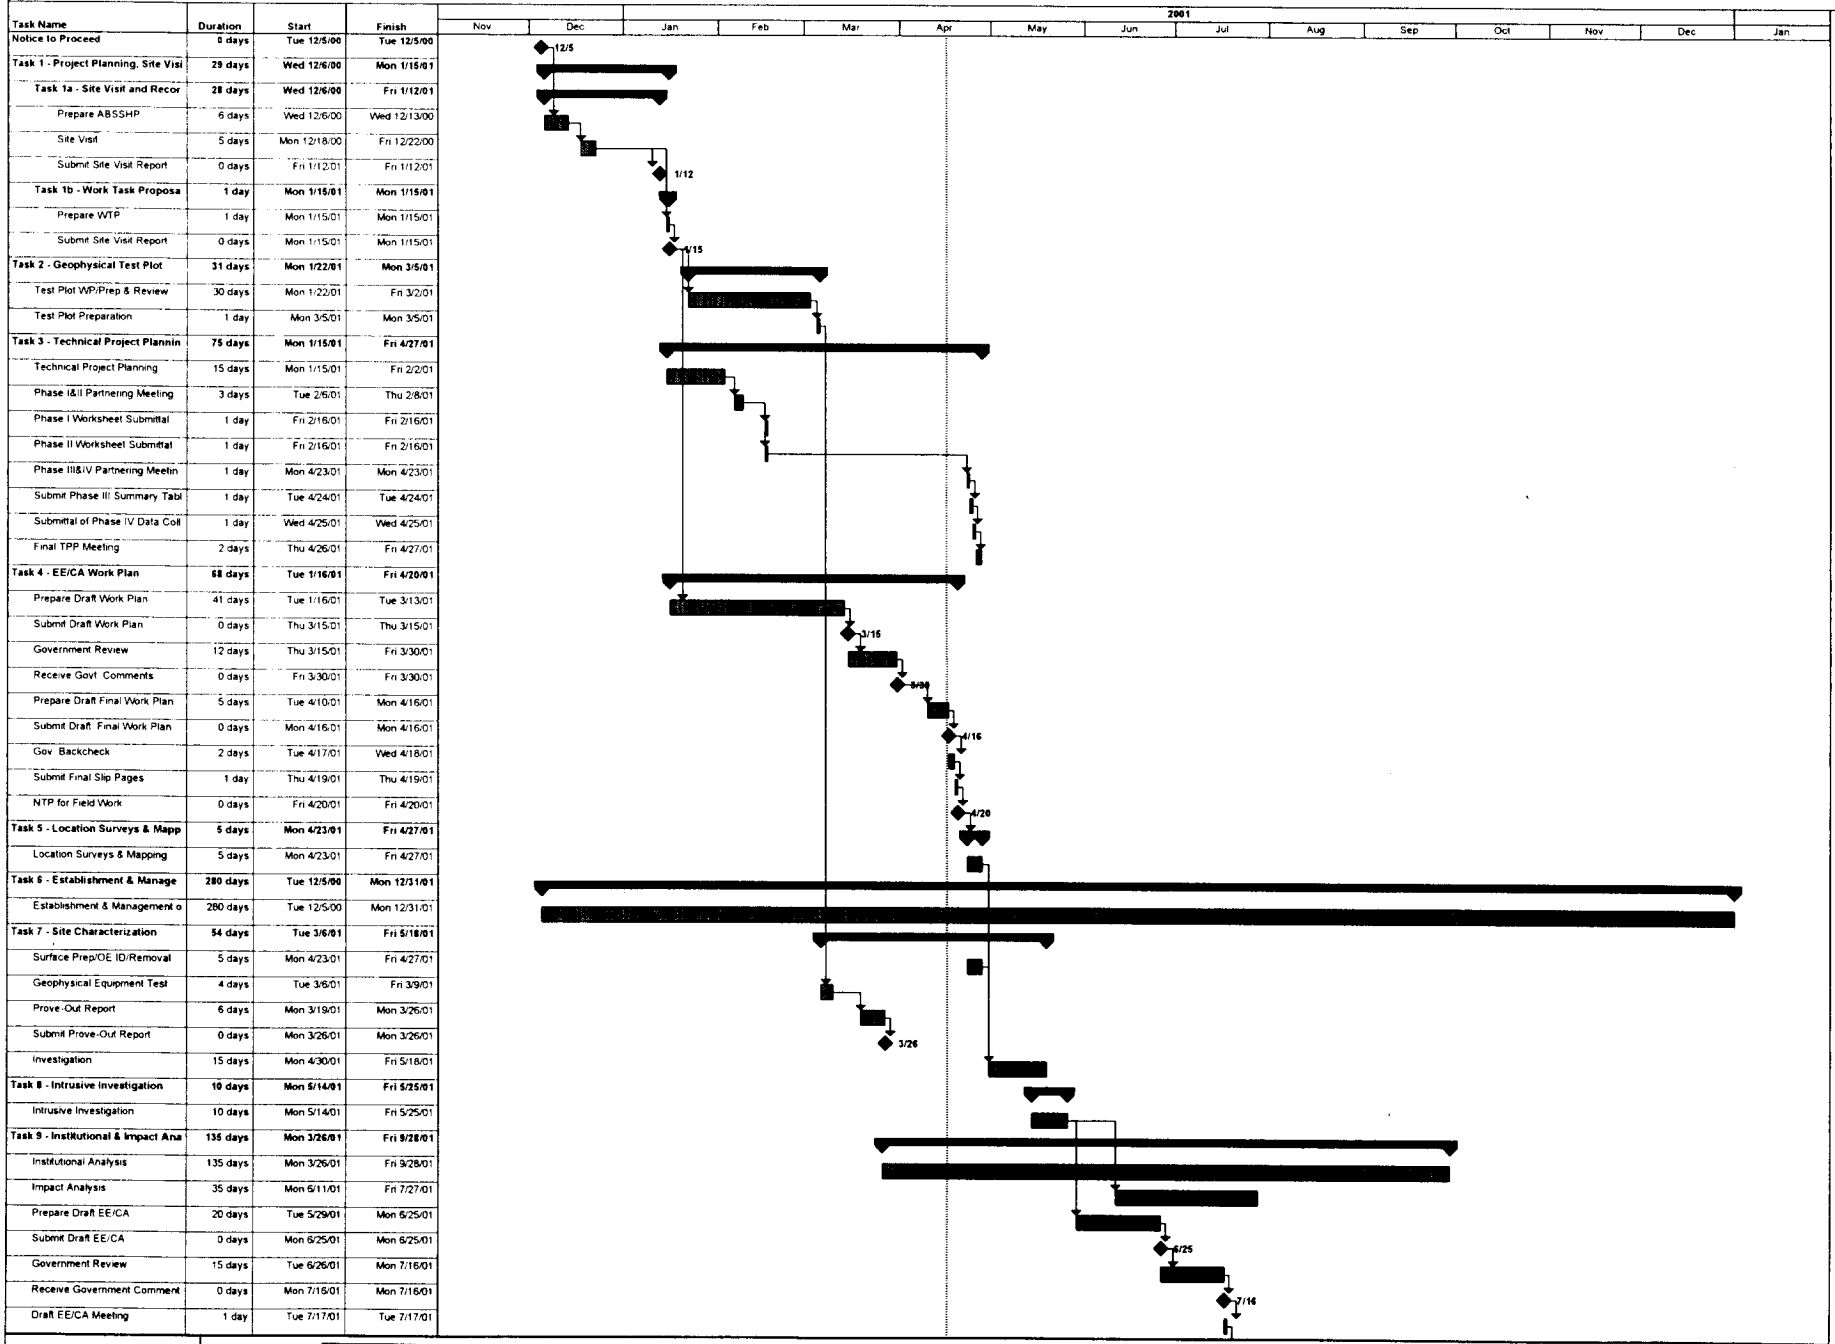 2001
Task Name Duration Start Finish Nov Dec Jan Feb Mar Apr May Jun Jul Aug Sep Oct Nov Dec Jan
Notice to Proceed 0 days Tue 12/5/00 Tue 12/5/00 12/5
Task 1 - Project Planning, Site Visi 29 days Wed 12/6/00 Mon 1/15/01
Task 1a - Site Visit and Recor 28 days Wed 12/6/00 Fri 1/12/01
Prepare ABSSHP 6 days Wed 12/6/00 Wed 12/13/00
Site Visit 5 days Mon 12/18/00 Fri 12/22/00
Submit Site Visit Report 0 days Fri 1/12/01 Fri 1/12/01 1/12
Task 1b - Work Task Proposa 1 day Mon 1/15/01 Mon 1/15/01
Prepare WTP 1 day Mon 1/15/01 Mon 1/15/01
Submit Site Visit Report 0 days Mon 1/15/01 Mon 1/15/01 1/15
Task 2 - Geophysical Test Plot 31 days Mon 1/22/01 Mon 3/5/01
Test Plot WP/Prep & Review 30 days Mon 1/22/01 Fri 3/2/01
Test Plot Preparation 1 day Mon 3/5/01 Mon 3/5/01
Task 3 - Technical Project Plannin 75 days Mon 1/15/01 Fri 4/27/01
Technical Project Planning 15 days Mon 1/15/01 Fri 2/2/01
Phase I&II Partnering Meeting 3 days Tue 2/6/01 Thu 2/8/01
Phase I Worksheet Submittal 1 day Fri 2/16/01 Fri 2/16/01
Phase II Worksheet Submittal 1 day Fri 2/16/01 Fri 2/16/01
Phase III&IV Partnering Meetin 1 day Mon 4/23/01 Mon 4/23/01
Submit Phase III Summary Tabl 1 day Tue 4/24/01 Tue 4/24/01
Submittal of Phase IV Data Coll 1 day Wed 4/25/01 Wed 4/25/01
Final TPP Meeting 2 days Thu 4/26/01 Fri 4/27/01
Task 4 - EE/CA Work Plan 68 days Tue 1/16/01 Fri 4/20/01
Prepare Draft Work Plan 41 days Tue 1/16/01 Tue 3/13/01
Submit Draft Work Plan 0 days Thu 3/15/01 Thu 3/15/01 3/15
Government Review 12 days Thu 3/15/01 Fri 3/30/01
Receive Govt Comments 0 days Fri 3/30/01 Fri 3/30/01 3/30
Prepare Draft Final Work Plan 5 days Tue 4/10/01 Mon 4/16/01
Submit Draft Final Work Plan 0 days Mon 4/16/01 Mon 4/16/01 4/16
Gov Backcheck 2 days Tue 4/17/01 Wed 4/18/01
Submit Final Slip Pages 1 day Thu 4/19/01 Thu 4/19/01
NTP for Field Work 0 days Fri 4/20/01 Fri 4/20/01 4/20
Task 5 - Location Surveys & Mapp 5 days Mon 4/23/01 Fri 4/27/01
Location Surveys & Mapping 5 days Mon 4/23/01 Fri 4/27/01
Task 6 - Establishment & Manage 280 days Tue 12/5/00 Mon 12/31/01
Establishment & Management o 280 days Tue 12/5/00 Mon 12/31/01
Task 7 - Site Characterization 54 days Tue 3/6/01 Fri 5/18/01
Surface Prep/OE ID/Removal 5 days Mon 4/23/01 Fri 4/27/01
Geophysical Equipment Test 4 days Tue 3/6/01 Fri 3/9/01
Prove-Out Report 6 days Mon 3/19/01 Mon 3/26/01
Submit Prove-Out Report 0 days Mon 3/26/01 Mon 3/26/01 3/26
Investigation 15 days Mon 4/30/01 Fri 5/18/01
Task 8 - Intrusive Investigation 10 days Mon 5/14/01 Fri 5/25/01
Intrusive Investigation 10 days Mon 5/14/01 Fri 5/25/01
Task 9 - Institutional & Impact Ana 135 days Mon 3/26/01 Fri 9/28/01
Institutional Analysis 135 days Mon 3/26/01 Fri 9/28/01
Impact Analysis 35 days Mon 6/11/01 Fri 7/27/01
Prepare Draft EE/CA 20 days Tue 5/29/01 Mon 6/25/01
Submit Draft EE/CA 0 days Mon 6/25/01 Mon 6/25/01 6/25
Government Review 15 days Tue 6/26/01 Mon 7/16/01
Receive Government Comment 0 days Mon 7/16/01 Mon 7/16/01 7/16
Draft EE/CA Meeting 1 day Tue 7/17/01 Tue 7/17/01